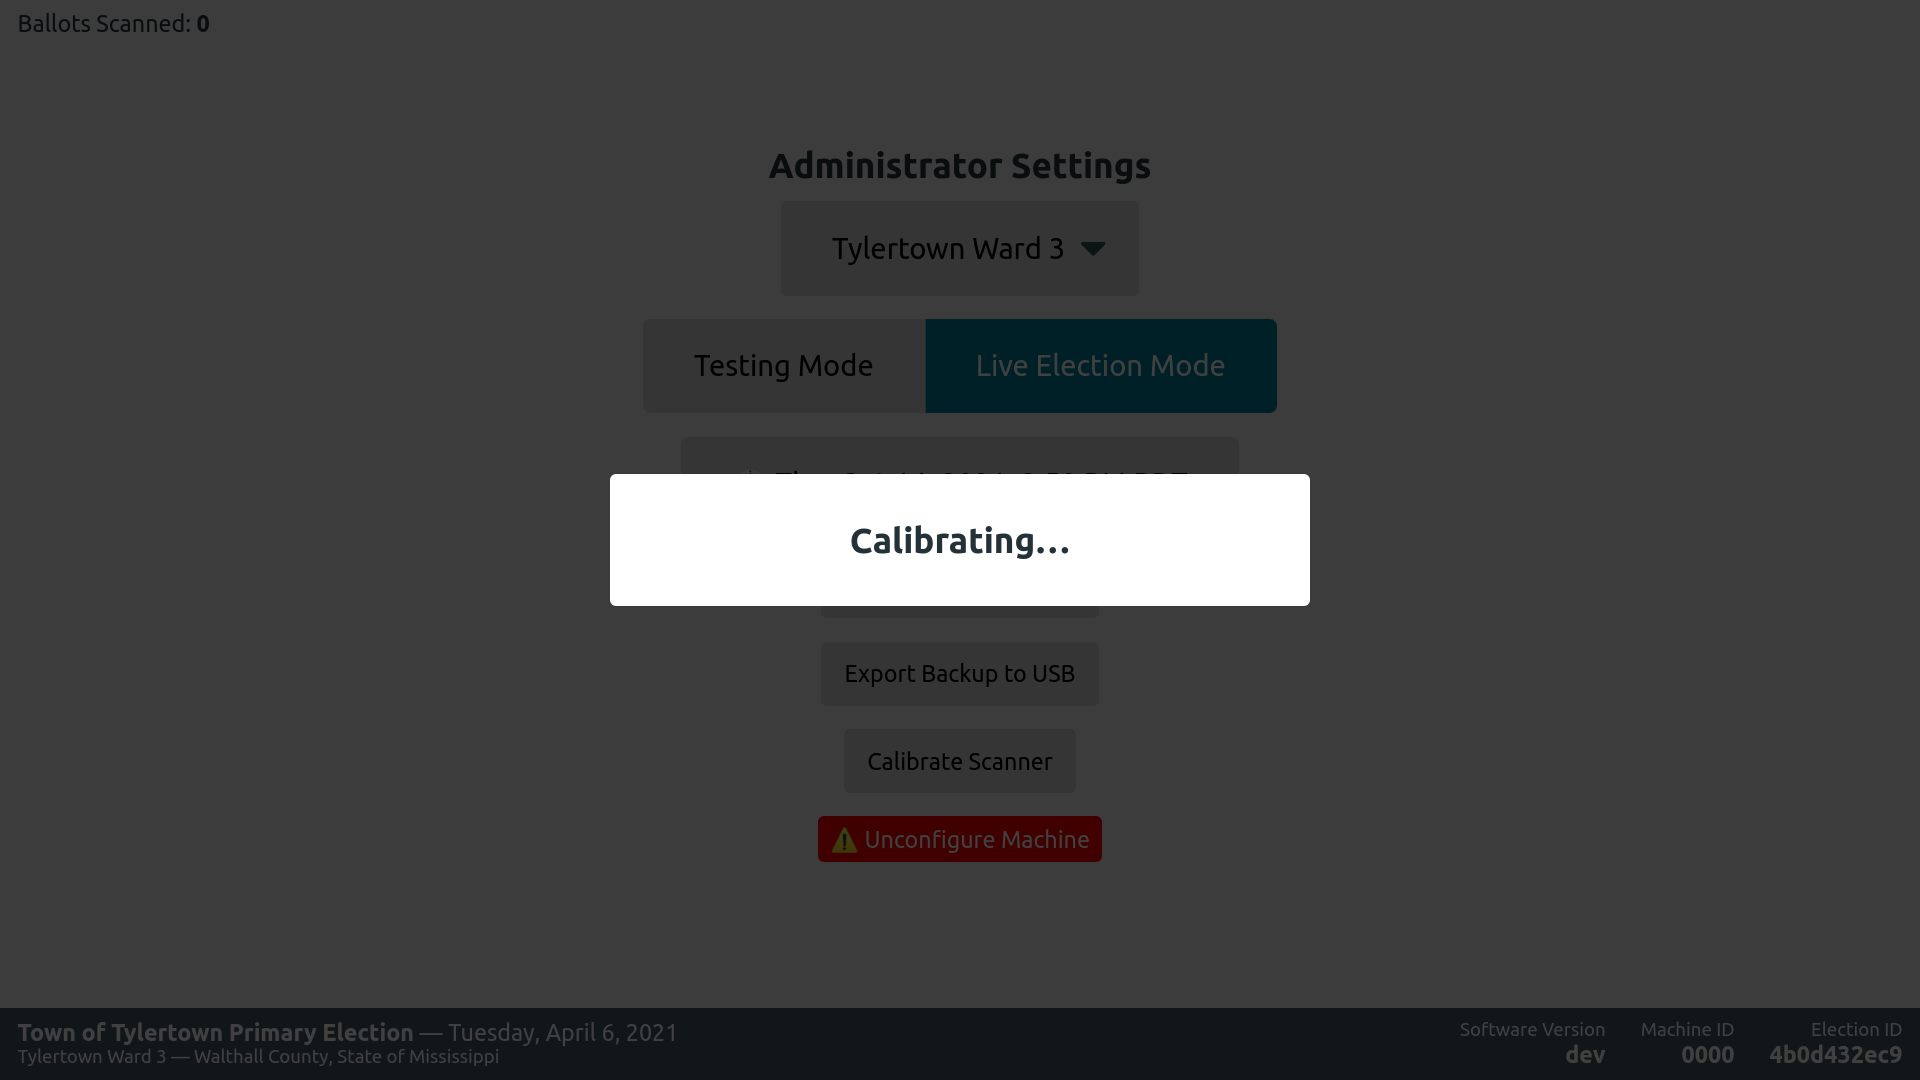 Ballots Scanned: 0
Administrator Settings
Tylertown Ward 3
Testing Mode
Live Election Mode
Calibrating…
Export Backup to USB
Calibrate Scanner
⚠ Unconfigure Machine
Town of Tylertown Primary Election — Tuesday, April 6, 2021
Tylertown Ward 3 — Walthall County, State of Mississippi
Software Version
dev
Machine ID
0000
Election ID
4b0d432ec9